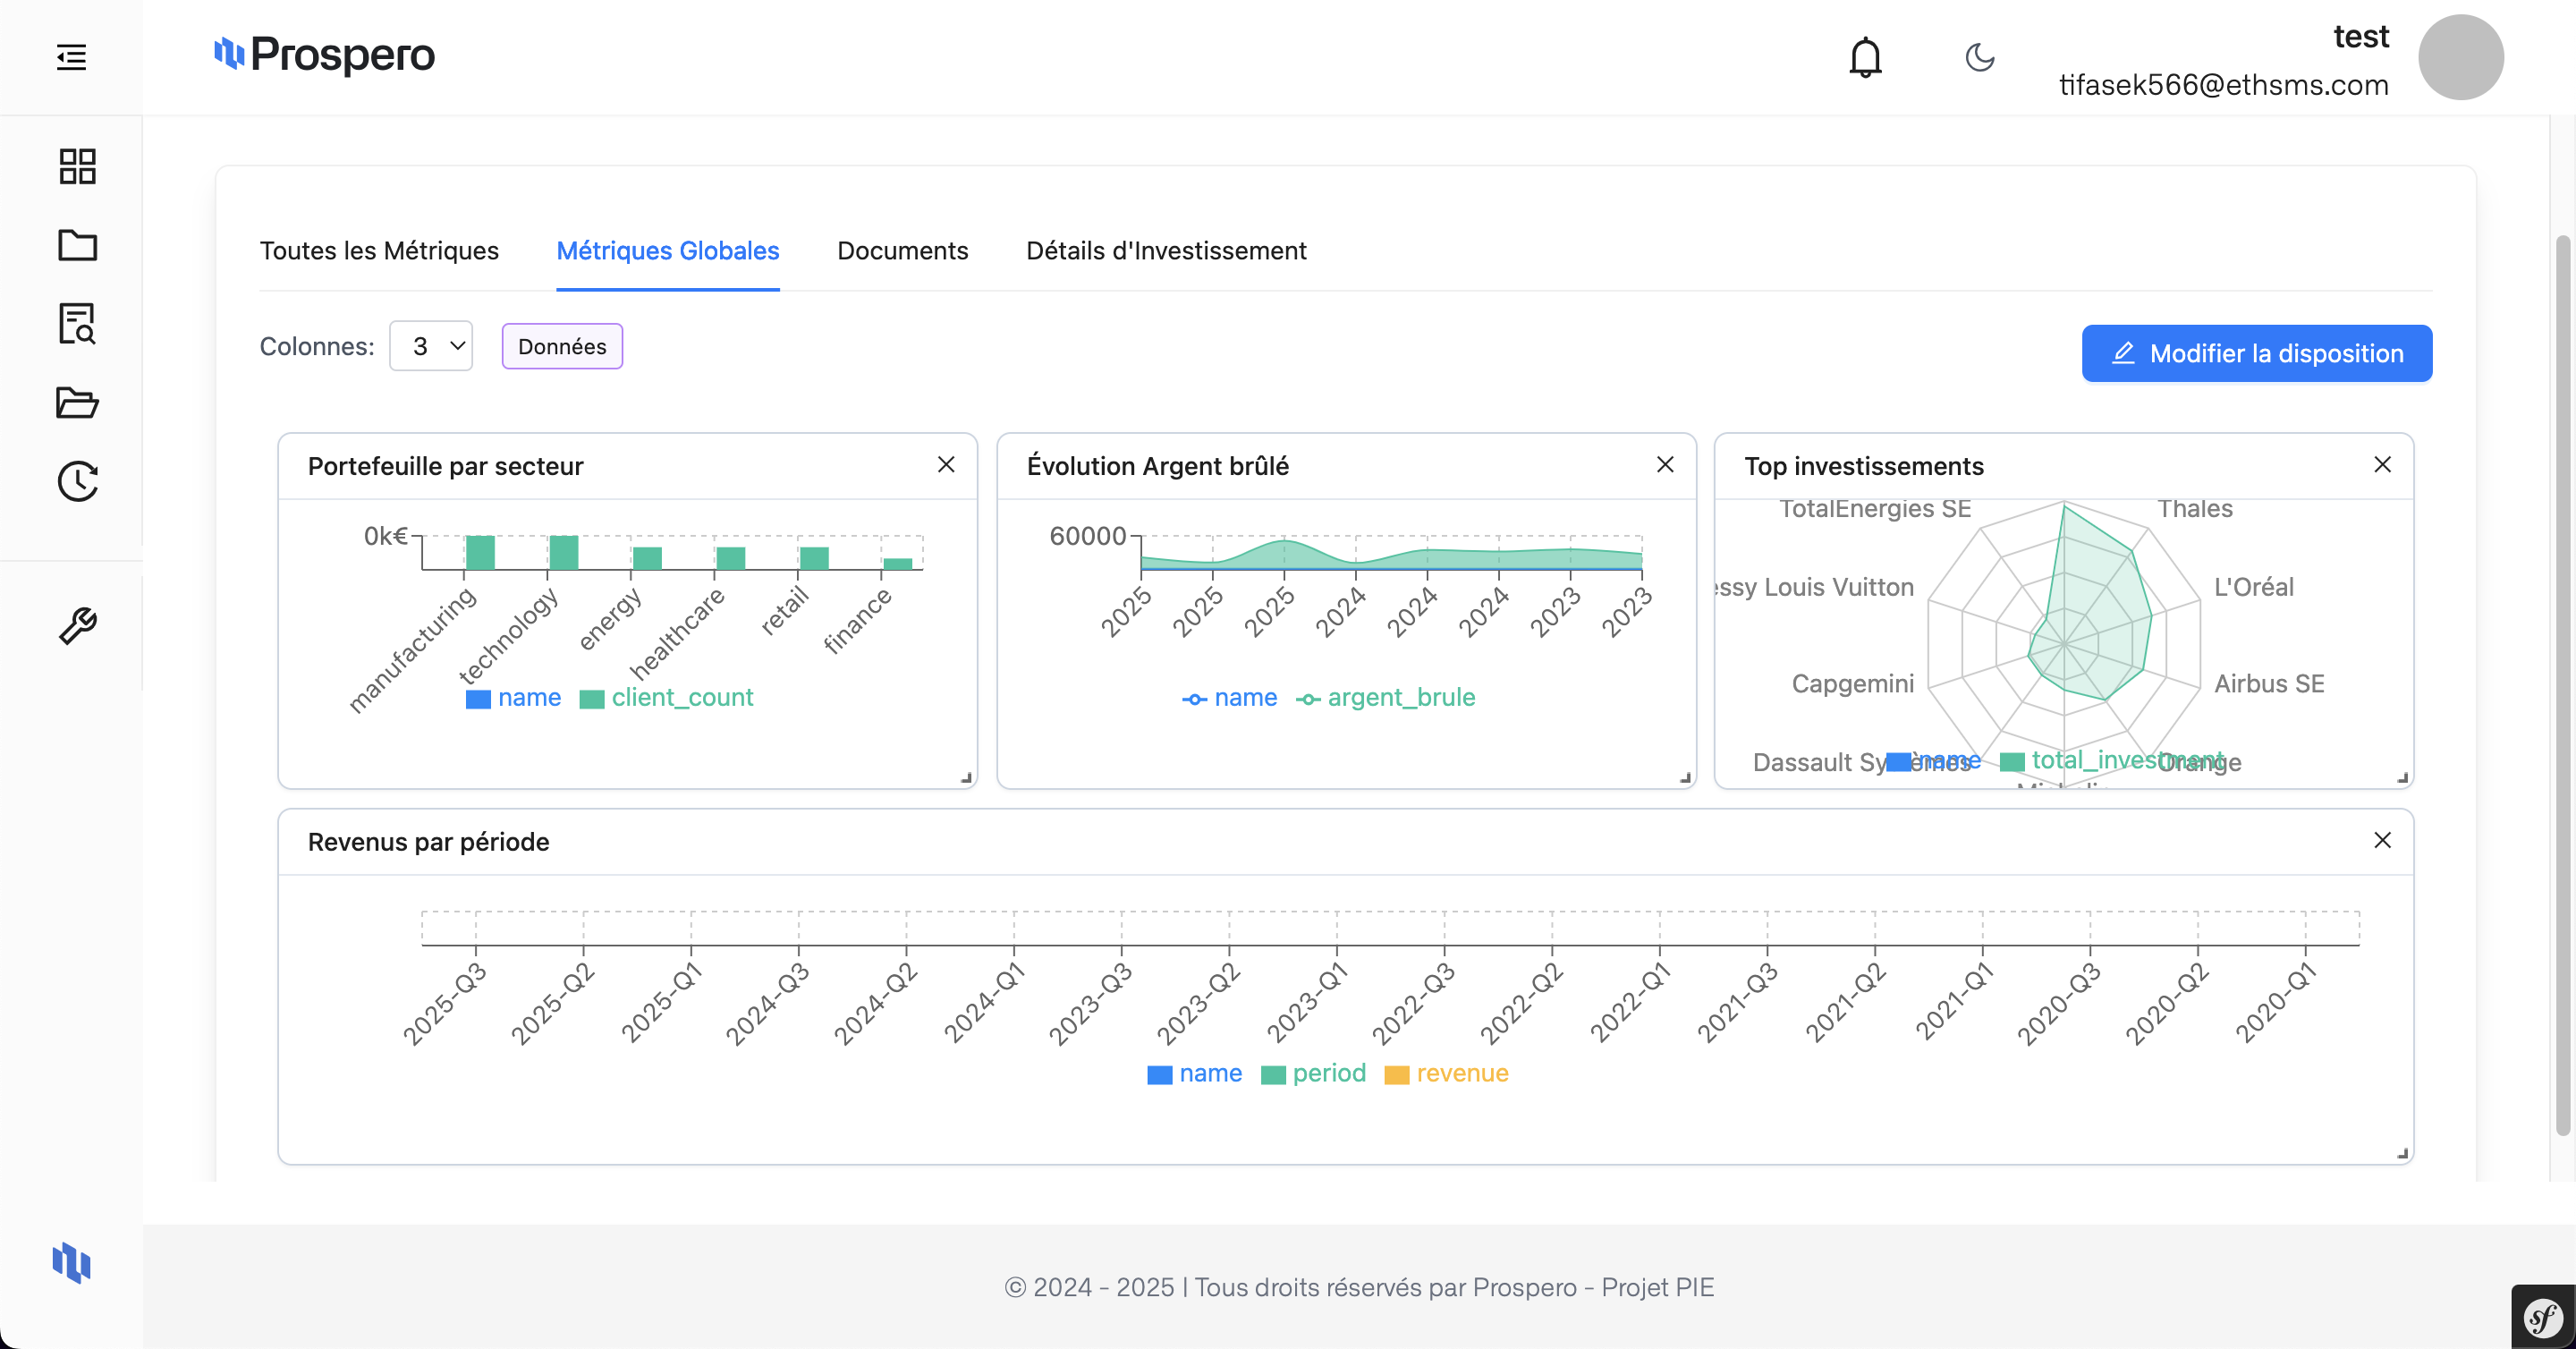 Prospero
test
tifasek566@ethsms.com
Toutes les Métriques
Métriques Globales
Documents
Détails d'Investissement
Colonnes:
3
Données
Modifier la disposition
Portefeuille par secteur
0k€
manufacturing
technology
energy
healthcare
retail
finance
name
client_count
Évolution Argent brûlé
60000
2025
2025
2025
2024
2024
2024
2023
2023
name
argent_brule
Top investissements
TotalEnergies SE
Thales
essy Louis Vuitton
L'Oréal
Capgemini
Airbus SE
Dassault Systèmes
Orange
name
total_investment
Revenus par période
2025-Q3
2025-Q2
2025-Q1
2024-Q3
2024-Q2
2024-Q1
2023-Q3
2023-Q2
2023-Q1
2022-Q3
2022-Q2
2022-Q1
2021-Q3
2021-Q2
2021-Q1
2020-Q3
2020-Q2
2020-Q1
name
period
revenue
© 2024 - 2025 | Tous droits réservés par Prospero - Projet PIE
sf